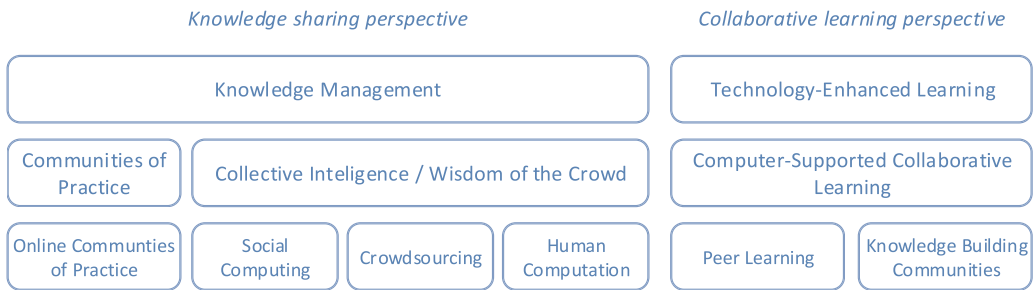 Knowledge sharing perspective
Collaborative learning perspective
Knowledge Management
Technology-Enhanced Learning
Communities of
Practice
Collective Inteligence / Wisdom of the Crowd
Computer-Supported Collaborative
Learning
Online Communties
of Practice
Social
Computing
Crowdsourcing
Human
Computation
Peer Learning
Knowledge Building
Communities